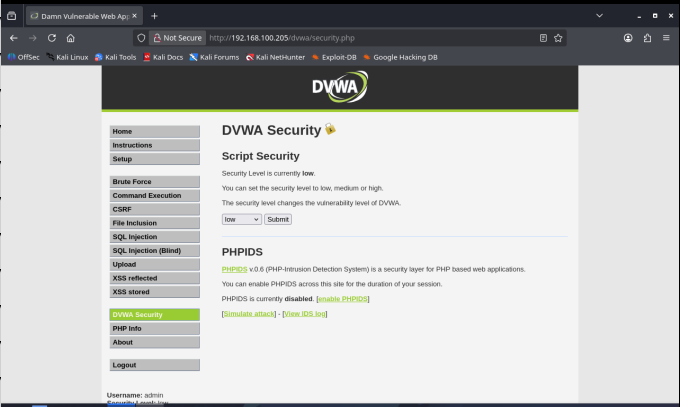 Damn Vulnerable Web Ap
Not Secure http://192.168.100.205/dvwa/security.php
OffSec Kali Linux Kali Tools Kali Docs Kali Forums Kali NetHunter Exploit-DB Google Hacking DB
DVWA
Home
Instructions
Setup
Brute Force
Command Execution
CSRF
File Inclusion
SQL Injection
SQL Injection (Blind)
Upload
XSS reflected
XSS stored
DVWA Security
PHP Info
About
Logout
Username: admin
Security Level: low
DVWA Security
Script Security
Security Level is currently low.
You can set the security level to low, medium or high.
The security level changes the vulnerability level of DVWA.
low Submit
PHPIDS
PHPIDS v.0.6 (PHP-Intrusion Detection System) is a security layer for PHP based web applications.
You can enable PHPIDS across this site for the duration of your session.
PHPIDS is currently disabled. [enable PHPIDS]
[Simulate attack] - [View IDS log]